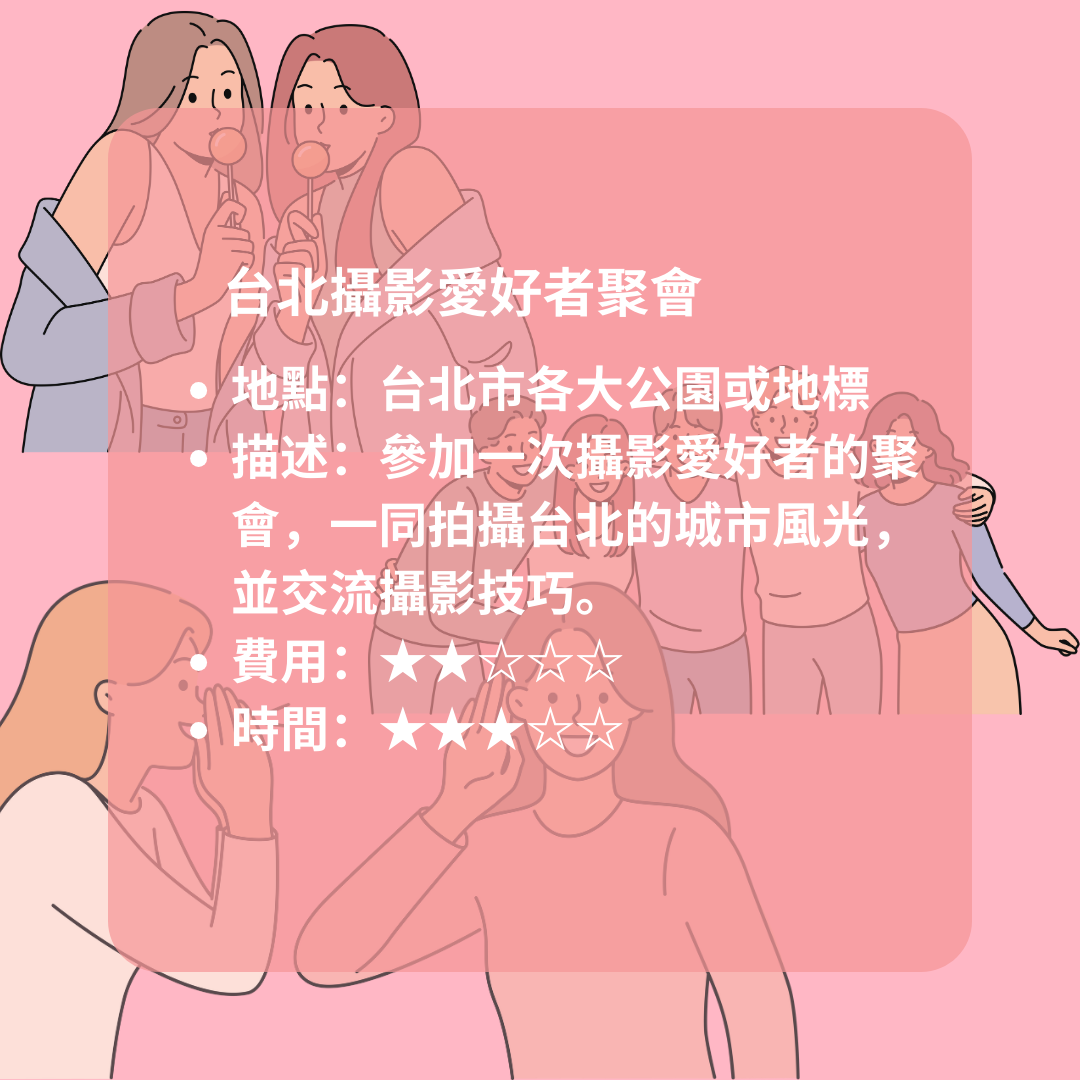 台北攝影愛好者聚會
• 地點：台北市各大公園或地標
• 描述：參加一次攝影愛好者的聚
會，一同拍攝台北的城市風光，
並交流攝影技巧。
• 費用：★★☆☆☆
• 時間：★★★☆☆